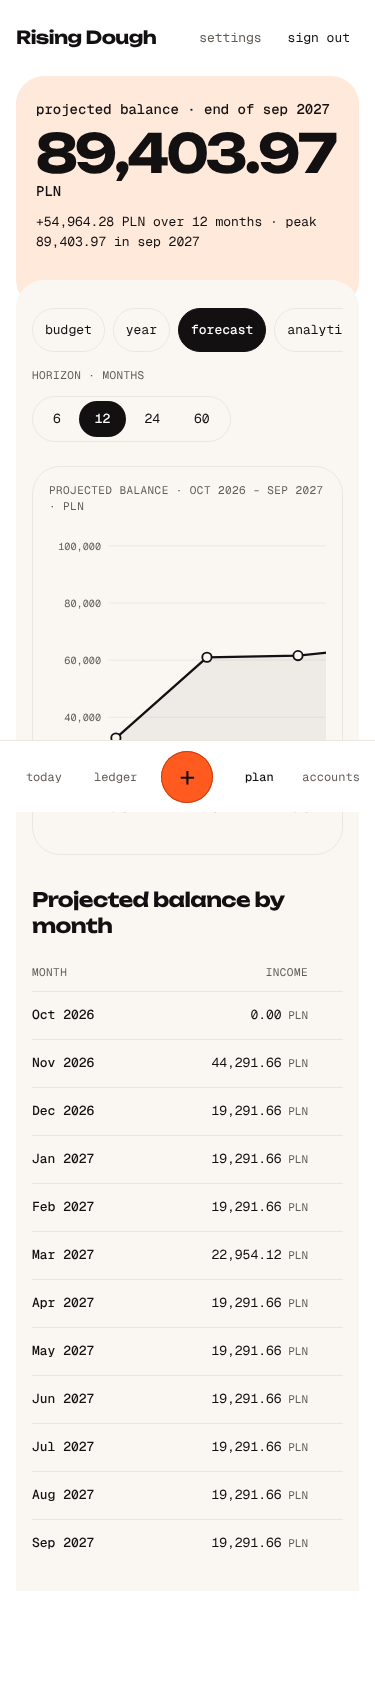 Rising Dough
settings
sign out
projected balance · end of sep 2027
89,403.97
PLN
+54,964.28 PLN over 12 months · peak
89,403.97 in sep 2027
budget
year
forecast
analyti
HORIZON · MONTHS
6
12
24
60
PROJECTED BALANCE · OCT 2026 – SEP 2027
· PLN
100,000
80,000
60,000
40,000
today
ledger
+
plan
accounts
Projected balance by
month
MONTH INCOME
Oct 2026 0.00 PLN
Nov 2026 44,291.66 PLN
Dec 2026 19,291.66 PLN
Jan 2027 19,291.66 PLN
Feb 2027 19,291.66 PLN
Mar 2027 22,954.12 PLN
Apr 2027 19,291.66 PLN
May 2027 19,291.66 PLN
Jun 2027 19,291.66 PLN
Jul 2027 19,291.66 PLN
Aug 2027 19,291.66 PLN
Sep 2027 19,291.66 PLN